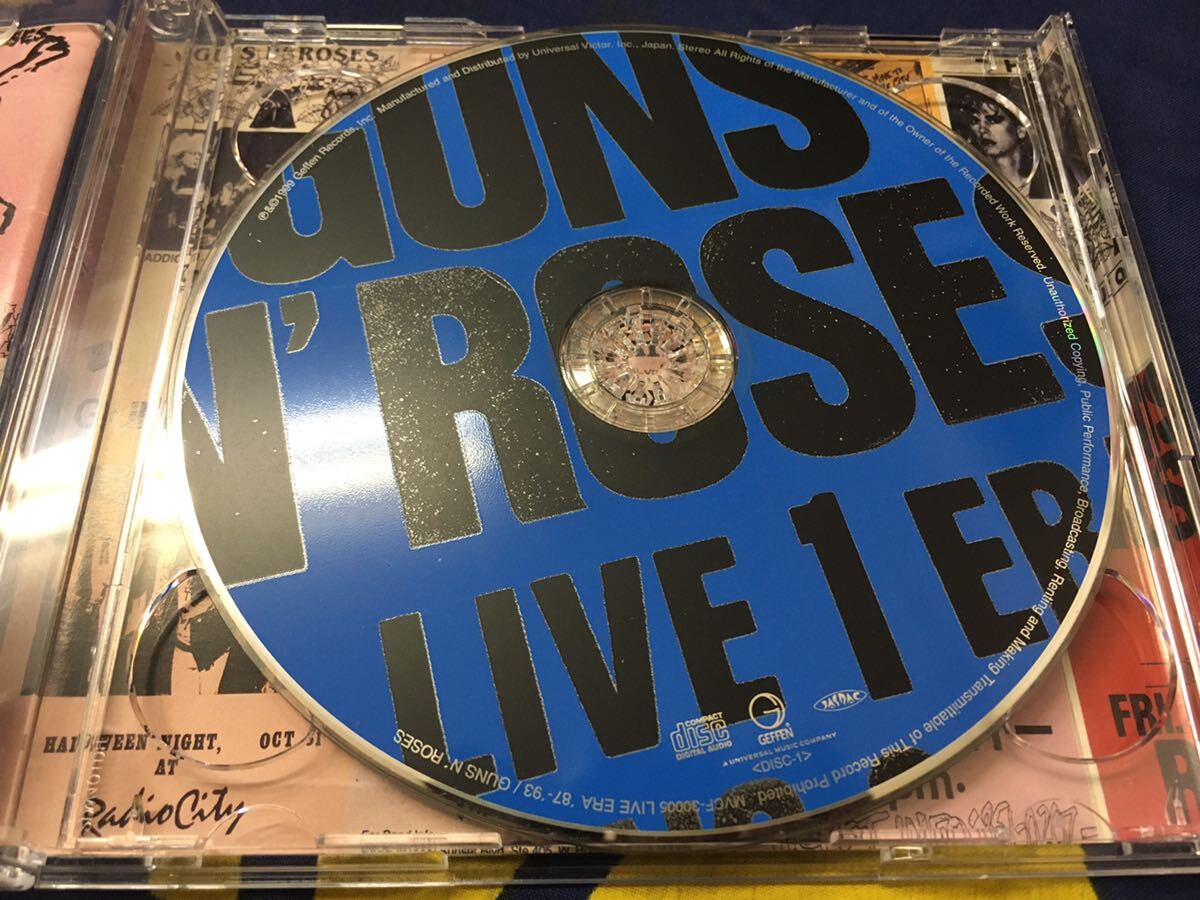 GUNS
N' ROSES
LIVE 1 ER
℗&©1999 Geffen Records, Inc. Manufactured and Distributed by Universal Victor, Inc., Japan. Stereo All Rights of the Manufacturer and of the Owner of the Recorded Work Reserved. Unauthorized Copying, Public Performance, Broadcasting, Renting and Making Transmittable of This Record Prohibited. MVCF-30005 LIVE ERA '87-'93 / GUNS N' ROSES
COMPACT
disc
DIGITAL AUDIO
GEFFEN
A UNIVERSAL MUSIC COMPANY
JASRAC
<DISC-1>
ROSES
ADDIC
NIGHT, OCT 31
AT
Radio City
FRI.
R
pm.